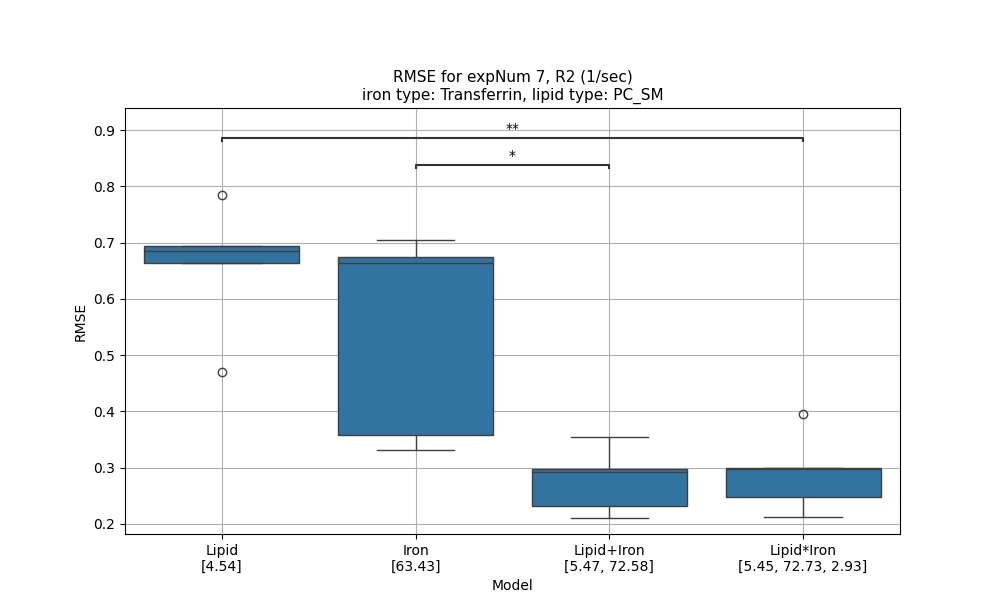 RMSE for expNum 7, R2 (1/sec)
iron type: Transferrin, lipid type: PC_SM
**
*
0.9
0.8
0.7
0.6
0.5
0.4
0.3
0.2
RMSE
Lipid
[4.54]
Iron
[63.43]
Lipid+Iron
[5.47, 72.58]
Lipid*Iron
[5.45, 72.73, 2.93]
Model